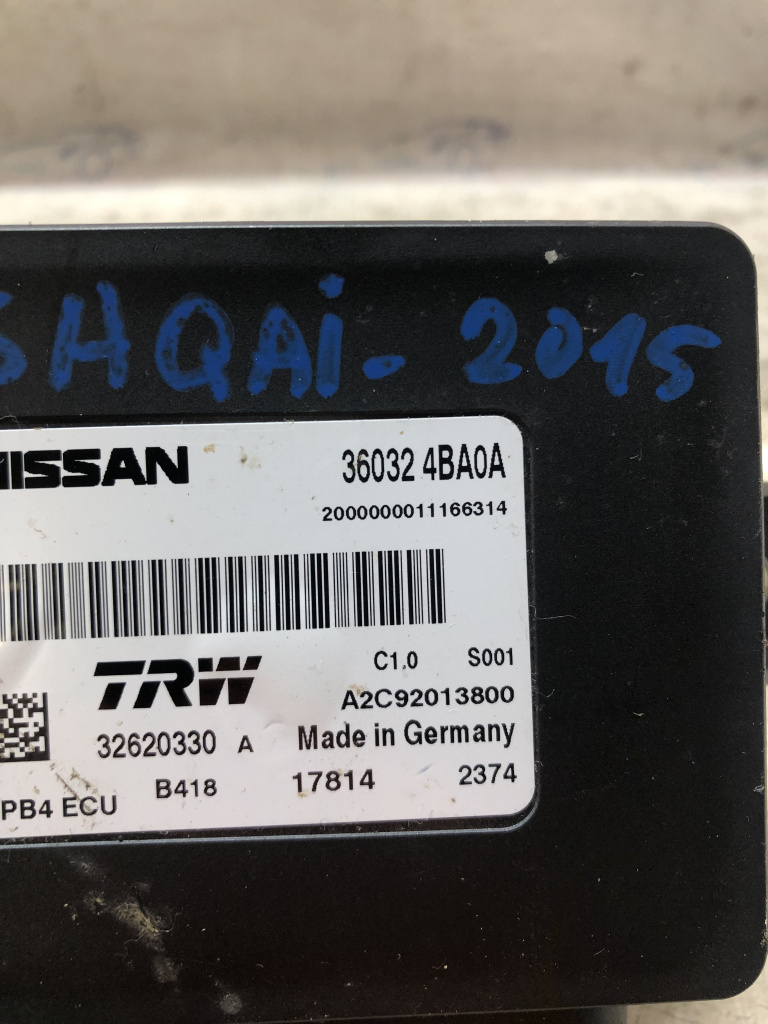 SHQAi - 2015
NISSAN 36032 4BA0A
2000000011166314
TRW C1.0 S001
A2C92013800
32620330 A Made in Germany
PB4 ECU B418 17814 2374